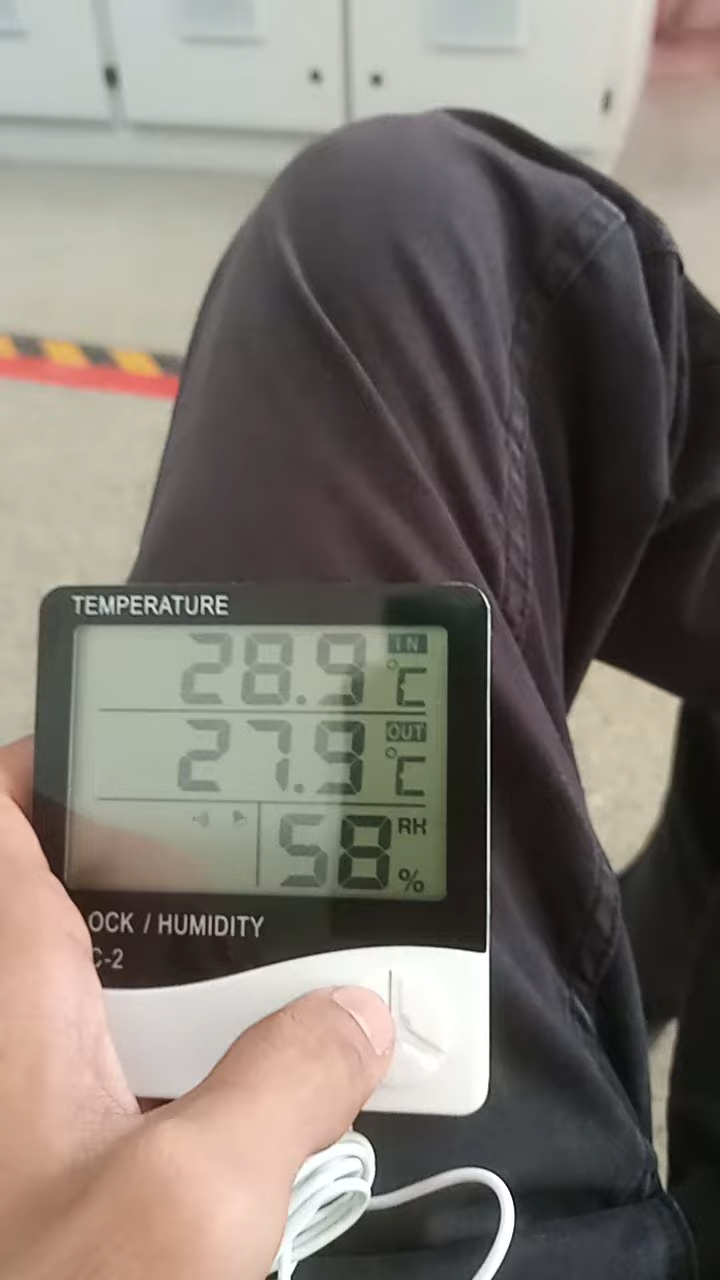 TEMPERATURE
28.9 °C IN
27.9 °C OUT
58 RH %
OCK / HUMIDITY
C-2